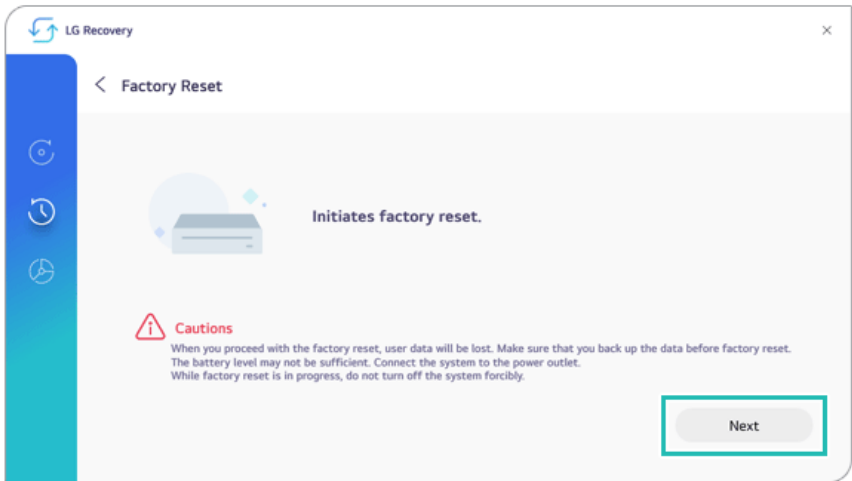 LG Recovery
Factory Reset
Initiates factory reset.
Cautions
When you proceed with the factory reset, user data will be lost. Make sure that you back up the data before factory reset.
The battery level may not be sufficient. Connect the system to the power outlet.
While factory reset is in progress, do not turn off the system forcibly.
Next